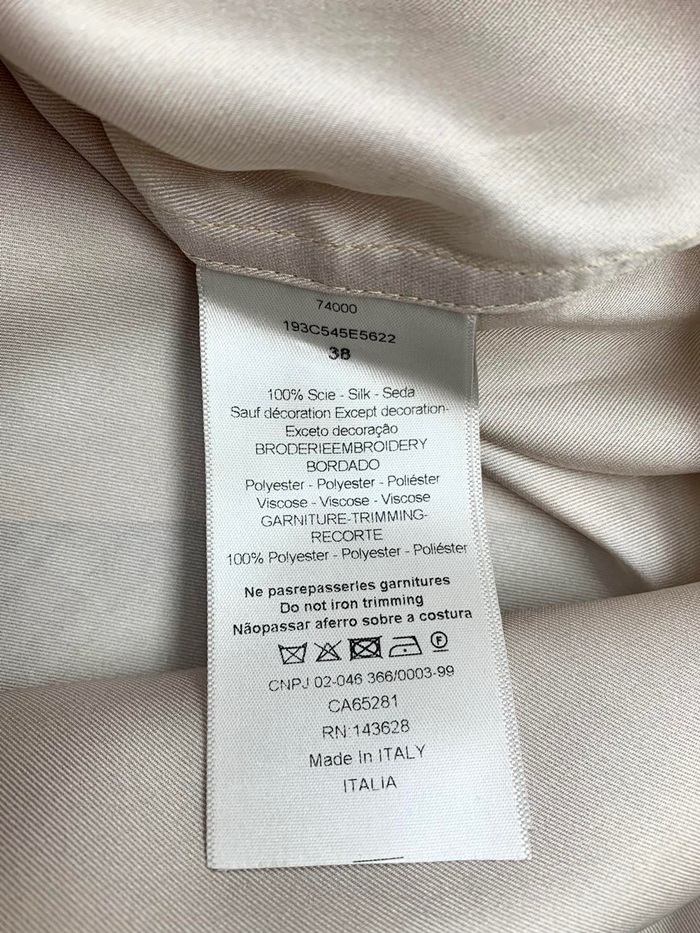 74000
193C545E5622
38
100% Scie - Silk - Seda
Sauf décoration Except decoration-
Exceto decoração
BRODERIEEMBROIDERY
BORDADO
Polyester - Polyester - Poliéster
Viscose - Viscose - Viscose
GARNITURE-TRIMMING-
RECORTE
100% Polyester - Polyester - Poliéster
Ne pasrepasserles garnitures
Do not iron trimming
Nãopassar aferro sobre a costura
F
CNPJ 02-046 366/0003-99
CA65281
RN:143628
Made In ITALY
ITALIA